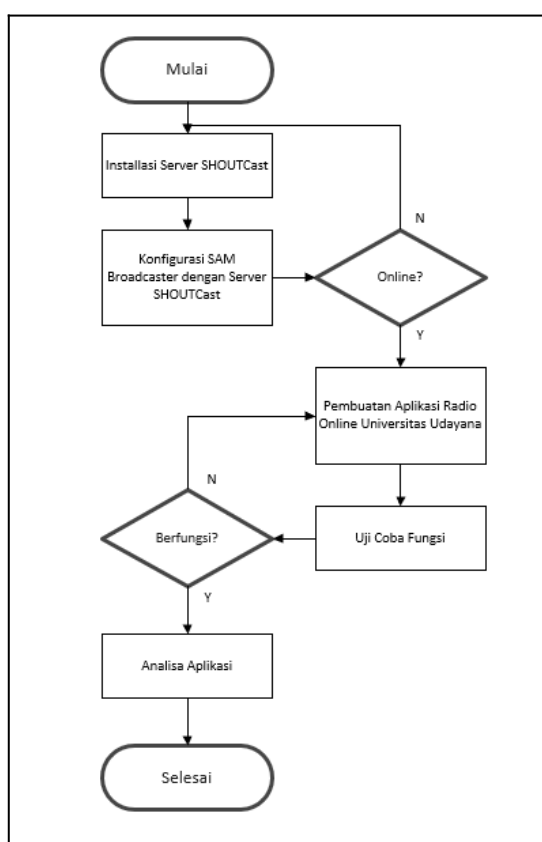 Mulai
Installasi Server SHOUTCast
Konfigurasi SAM
Broadcaster dengan Server
SHOUTCast
N
Online?
Y
Pembuatan Aplikasi Radio
Online Universitas Udayana
N
Berfungsi?
Uji Coba Fungsi
Y
Analisa Aplikasi
Selesai